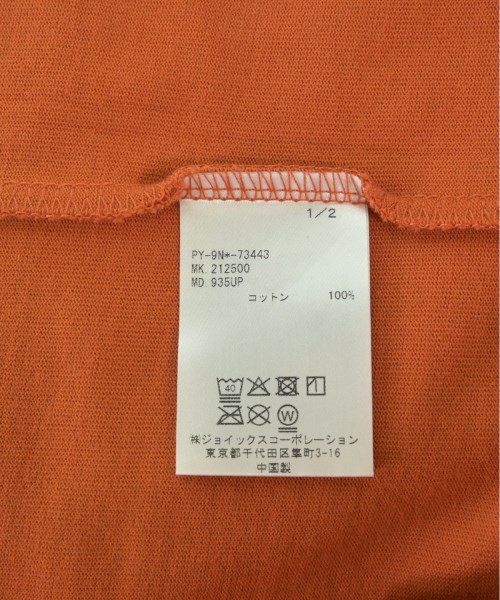 1/2
PY-9N*-73443
MK. 212500
MD. 935UP
コットン 100%
40
W
㈱ジョイックスコーポレーション
東京都千代田区隼町3-16
中国製